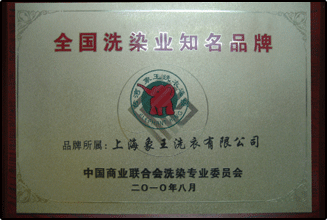 全国洗染业知名品牌
品牌所属:上海象王洗衣有限公司
中国商业联合会洗染专业委员会
二〇一〇年八月